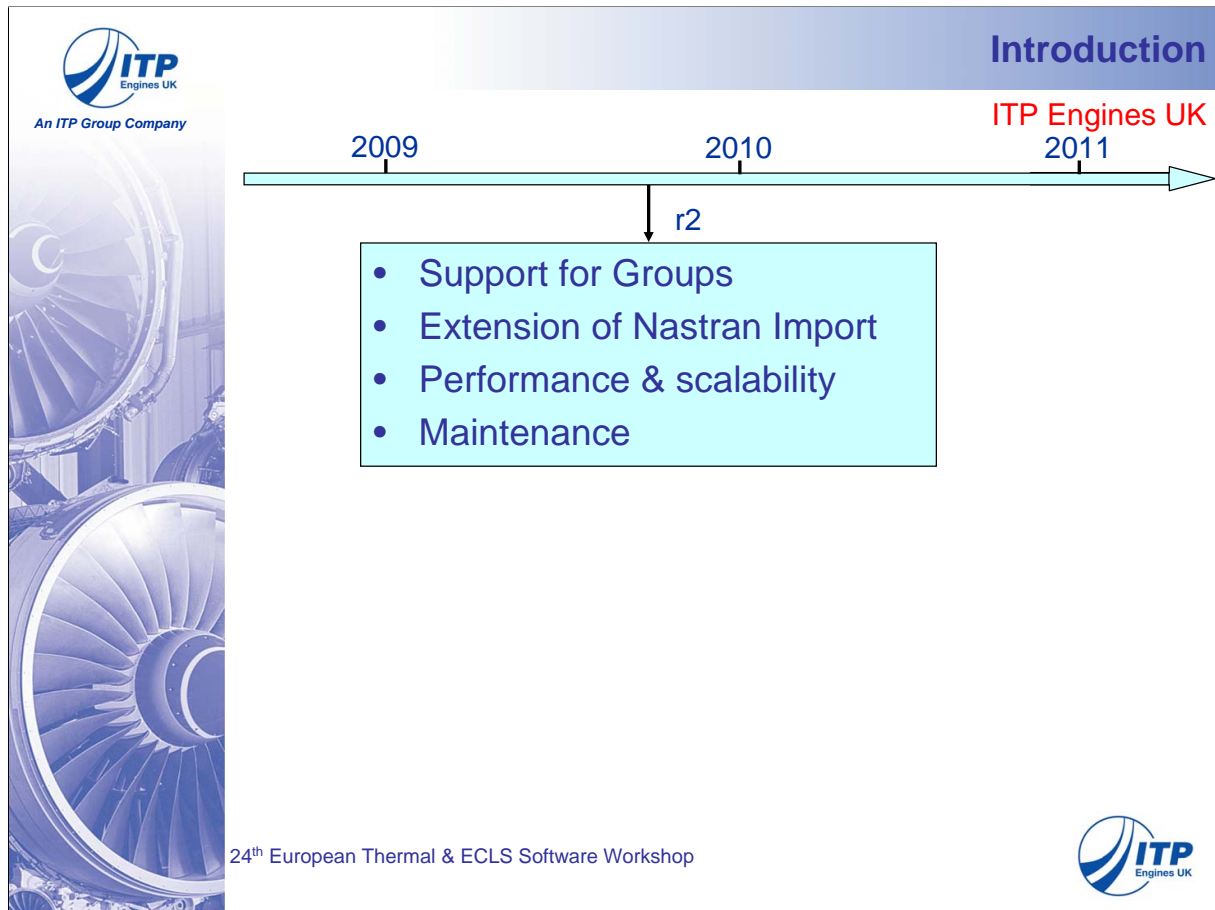 ITP
Engines UK
An ITP Group Company
Introduction
ITP Engines UK
2009 2010 2011
r2
• Support for Groups
• Extension of Nastran Import
• Performance & scalability
• Maintenance
24th European Thermal & ECLS Software Workshop
ITP
Engines UK